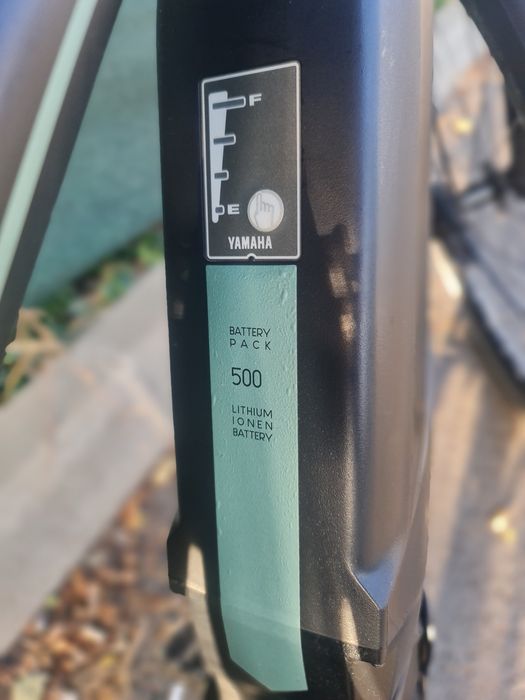 F
E
YAMAHA
BATTERY
PACK
500
LITHIUM
IONEN
BATTERY